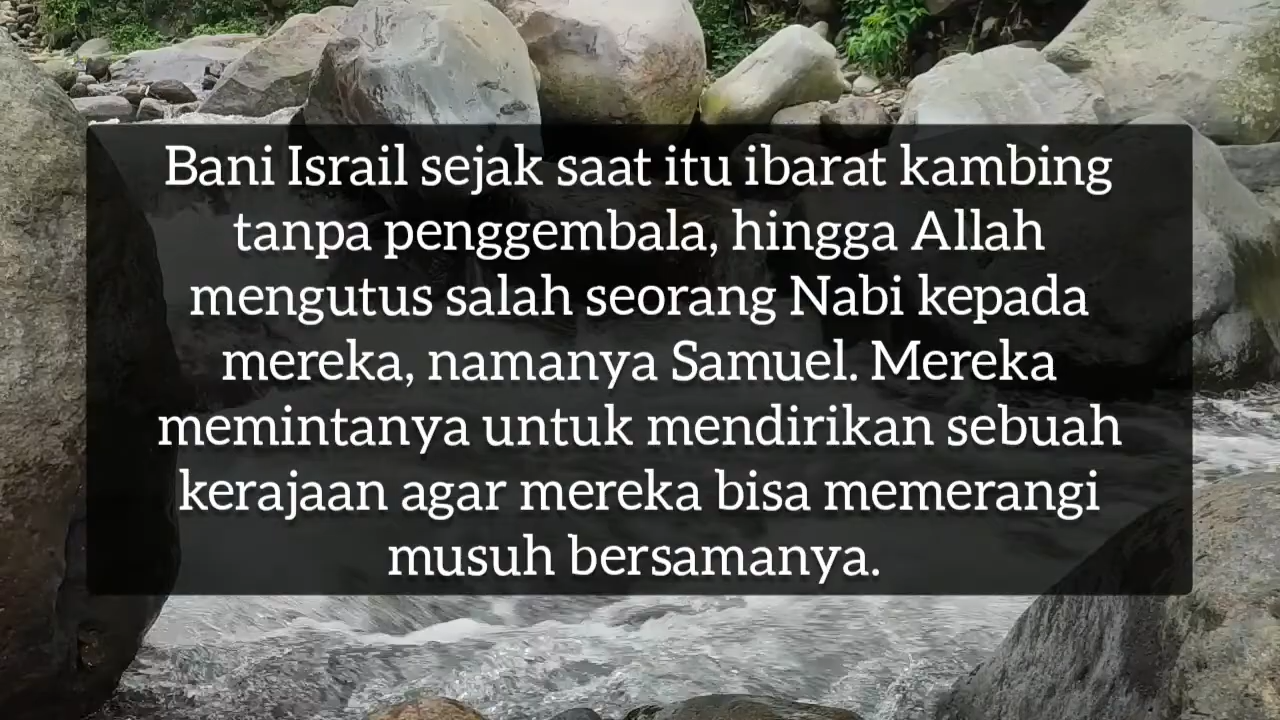 Bani Israil sejak saat itu ibarat kambing
tanpa penggembala, hingga Allah
mengutus salah seorang Nabi kepada
mereka, namanya Samuel. Mereka
memintanya untuk mendirikan sebuah
kerajaan agar mereka bisa memerangi
musuh bersamanya.